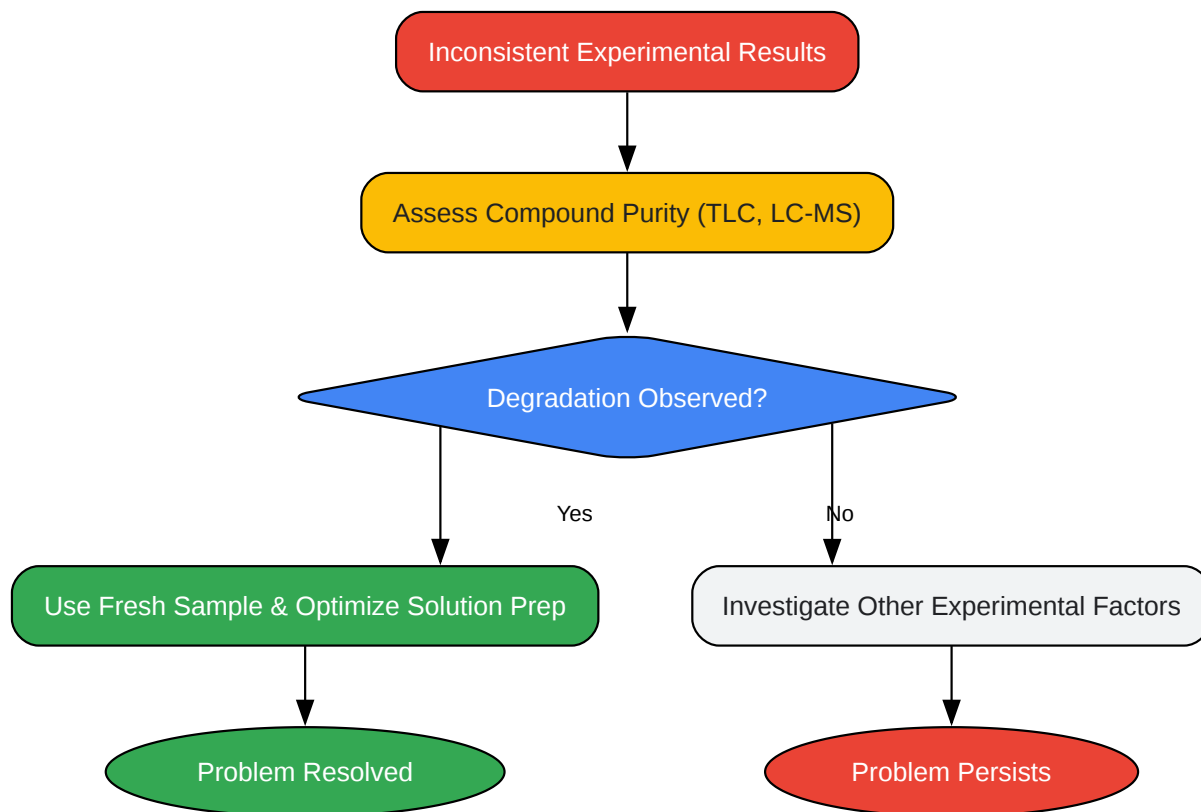 Inconsistent Experimental Results
Assess Compound Purity (TLC, LC-MS)
Degradation Observed?
Yes
No
Use Fresh Sample & Optimize Solution Prep
Investigate Other Experimental Factors
Problem Resolved
Problem Persists